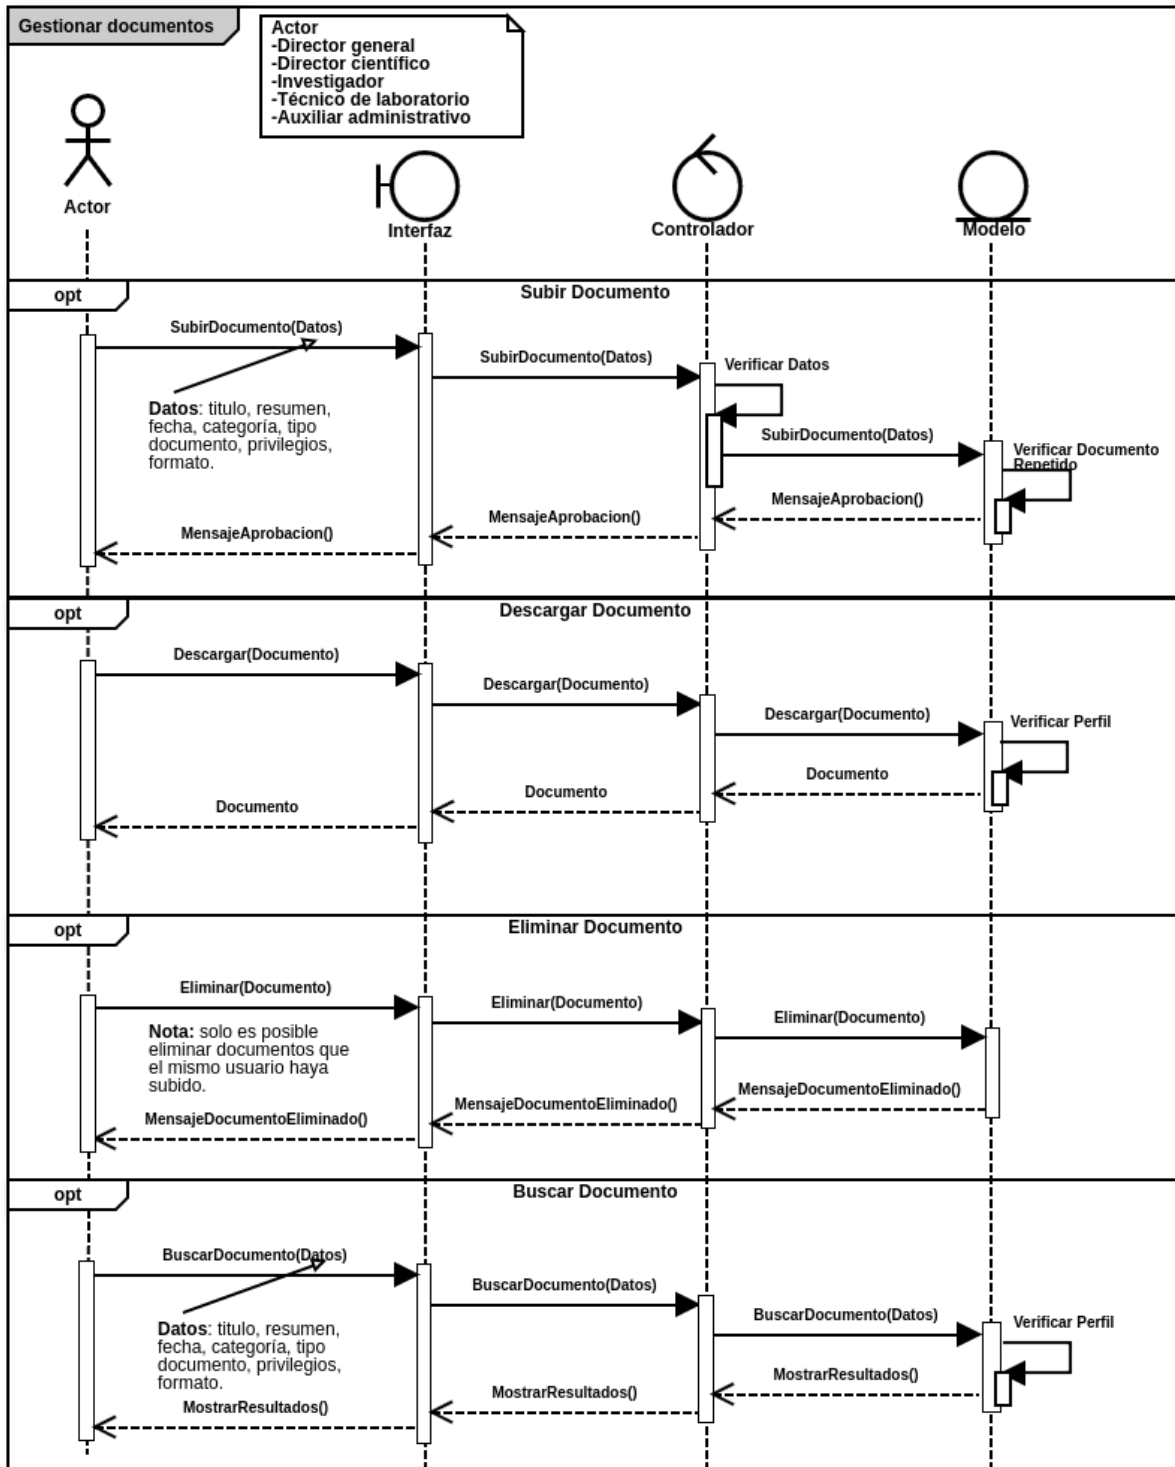 Gestionar documentos
Actor
-Director general
-Director científico
-Investigador
-Técnico de laboratorio
-Auxiliar administrativo
Actor
Interfaz
Controlador
Modelo
opt
Subir Documento
SubirDocumento(Datos)
SubirDocumento(Datos)
Verificar Datos
Datos: titulo, resumen,
fecha, categoría, tipo
documento, privilegios,
formato.
SubirDocumento(Datos)
Verificar Documento
Repetido
MensajeAprobacion()
MensajeAprobacion()
MensajeAprobacion()
opt
Descargar Documento
Descargar(Documento)
Descargar(Documento)
Descargar(Documento)
Verificar Perfil
Documento
Documento
Documento
opt
Eliminar Documento
Eliminar(Documento)
Eliminar(Documento)
Eliminar(Documento)
Nota: solo es posible
eliminar documentos que
el mismo usuario haya
subido.
MensajeDocumentoEliminado()
MensajeDocumentoEliminado()
MensajeDocumentoEliminado()
opt
Buscar Documento
BuscarDocumento(Datos)
BuscarDocumento(Datos)
BuscarDocumento(Datos)
Verificar Perfil
Datos: titulo, resumen,
fecha, categoría, tipo
documento, privilegios,
formato.
MostrarResultados()
MostrarResultados()
MostrarResultados()